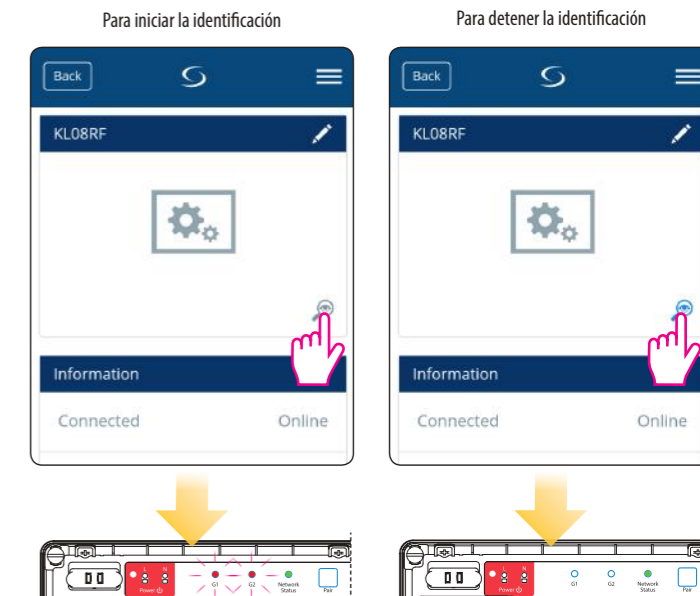 Para iniciar la identificación
Back
KL08RF
Information
Connected Online
L N
Power
G1 G2 Network Status Pair
Para detener la identificación
Back
KL08RF
Information
Connected Online
L N
Power
G1 G2 Network Status Pair